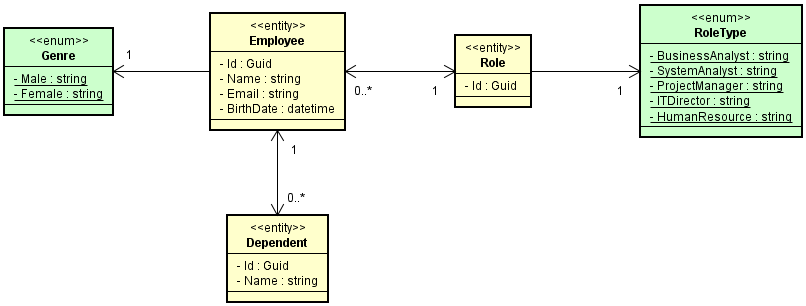 <<enum>>
Genre
- Male : string
- Female : string
1
<<entity>>
Employee
- Id : Guid
- Name : string
- Email : string
- BirthDate : datetime
0..*
1
<<entity>>
Role
- Id : Guid
1
<<enum>>
RoleType
- BusinessAnalyst : string
- SystemAnalyst : string
- ProjectManager : string
- ITDirector : string
- HumanResource : string
1
0..*
<<entity>>
Dependent
- Id : Guid
- Name : string